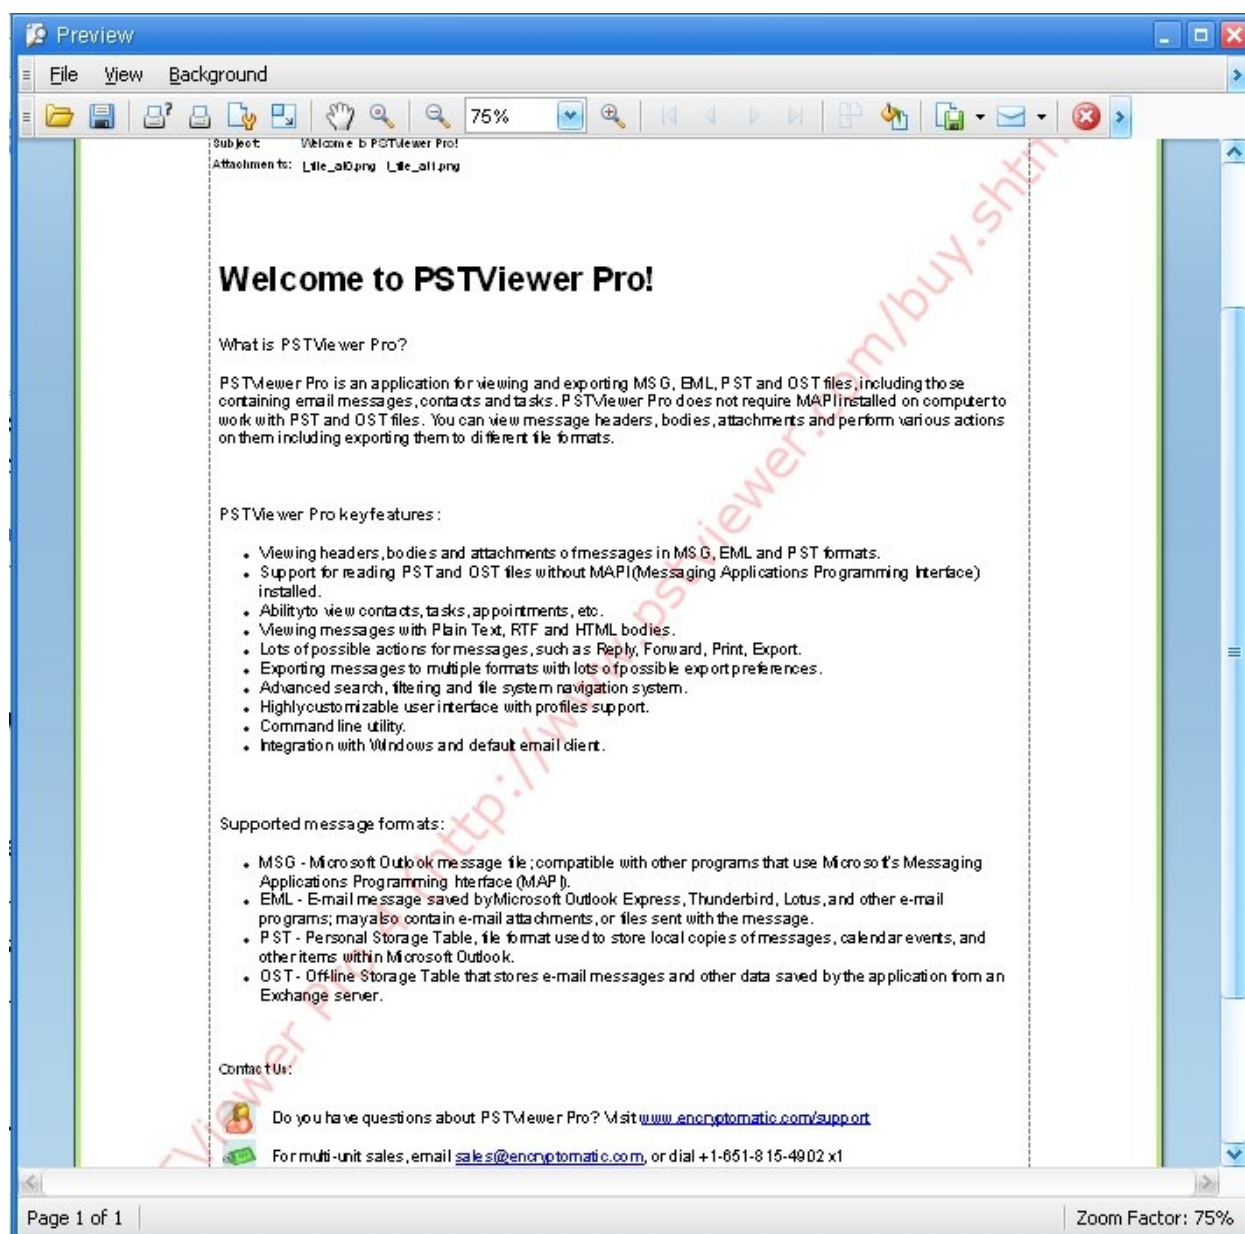 Preview
File View Background
75%
Subject: Welcome to PSTViewer Pro!
Attachments: l_tile_al0.png l_tile_al1.png
Welcome to PSTViewer Pro!
What is PSTViewer Pro?
PSTViewer Pro is an application for viewing and exporting MSG, EML, PST and OST files, including those
containing email messages, contacts and tasks. PSTViewer Pro does not require MAPI installed on computer to
work with PST and OST files. You can view message headers, bodies, attachments and perform various actions
on them including exporting them to different file formats.
PSTViewer Pro key features:
• Viewing headers, bodies and attachments of messages in MSG, EML and PST formats.
• Support for reading PST and OST files without MAPI (Messaging Applications Programming Interface)
installed.
• Ability to view contacts, tasks, appointments, etc.
• Viewing messages with Plain Text, RTF and HTML bodies.
• Lots of possible actions for messages, such as Reply, Forward, Print, Export.
• Exporting messages to multiple formats with lots of possible export preferences.
• Advanced search, filtering and file system navigation system.
• Highly customizable user interface with profiles support.
• Command line utility.
• Integration with Windows and default email client.
Supported message formats:
• MSG - Microsoft Outlook message file; compatible with other programs that use Microsoft's Messaging
Applications Programming Interface (MAPI).
• EML - E-mail message saved by Microsoft Outlook Express, Thunderbird, Lotus, and other e-mail
programs; may also contain e-mail attachments, or files sent with the message.
• PST - Personal Storage Table, file format used to store local copies of messages, calendar events, and
other items within Microsoft Outlook.
• OST - Off-line Storage Table that stores e-mail messages and other data saved by the application from an
Exchange server.
Contact Us:
Do you have questions about PSTViewer Pro? Visit www.encryptomatic.com/support
For multi-unit sales, email sales@encryptomatic.com, or dial +1-651-815-4902 x1
Viewer Pro 4 (http://www.pstviewer.com/buy.shtm
Page 1 of 1
Zoom Factor: 75%